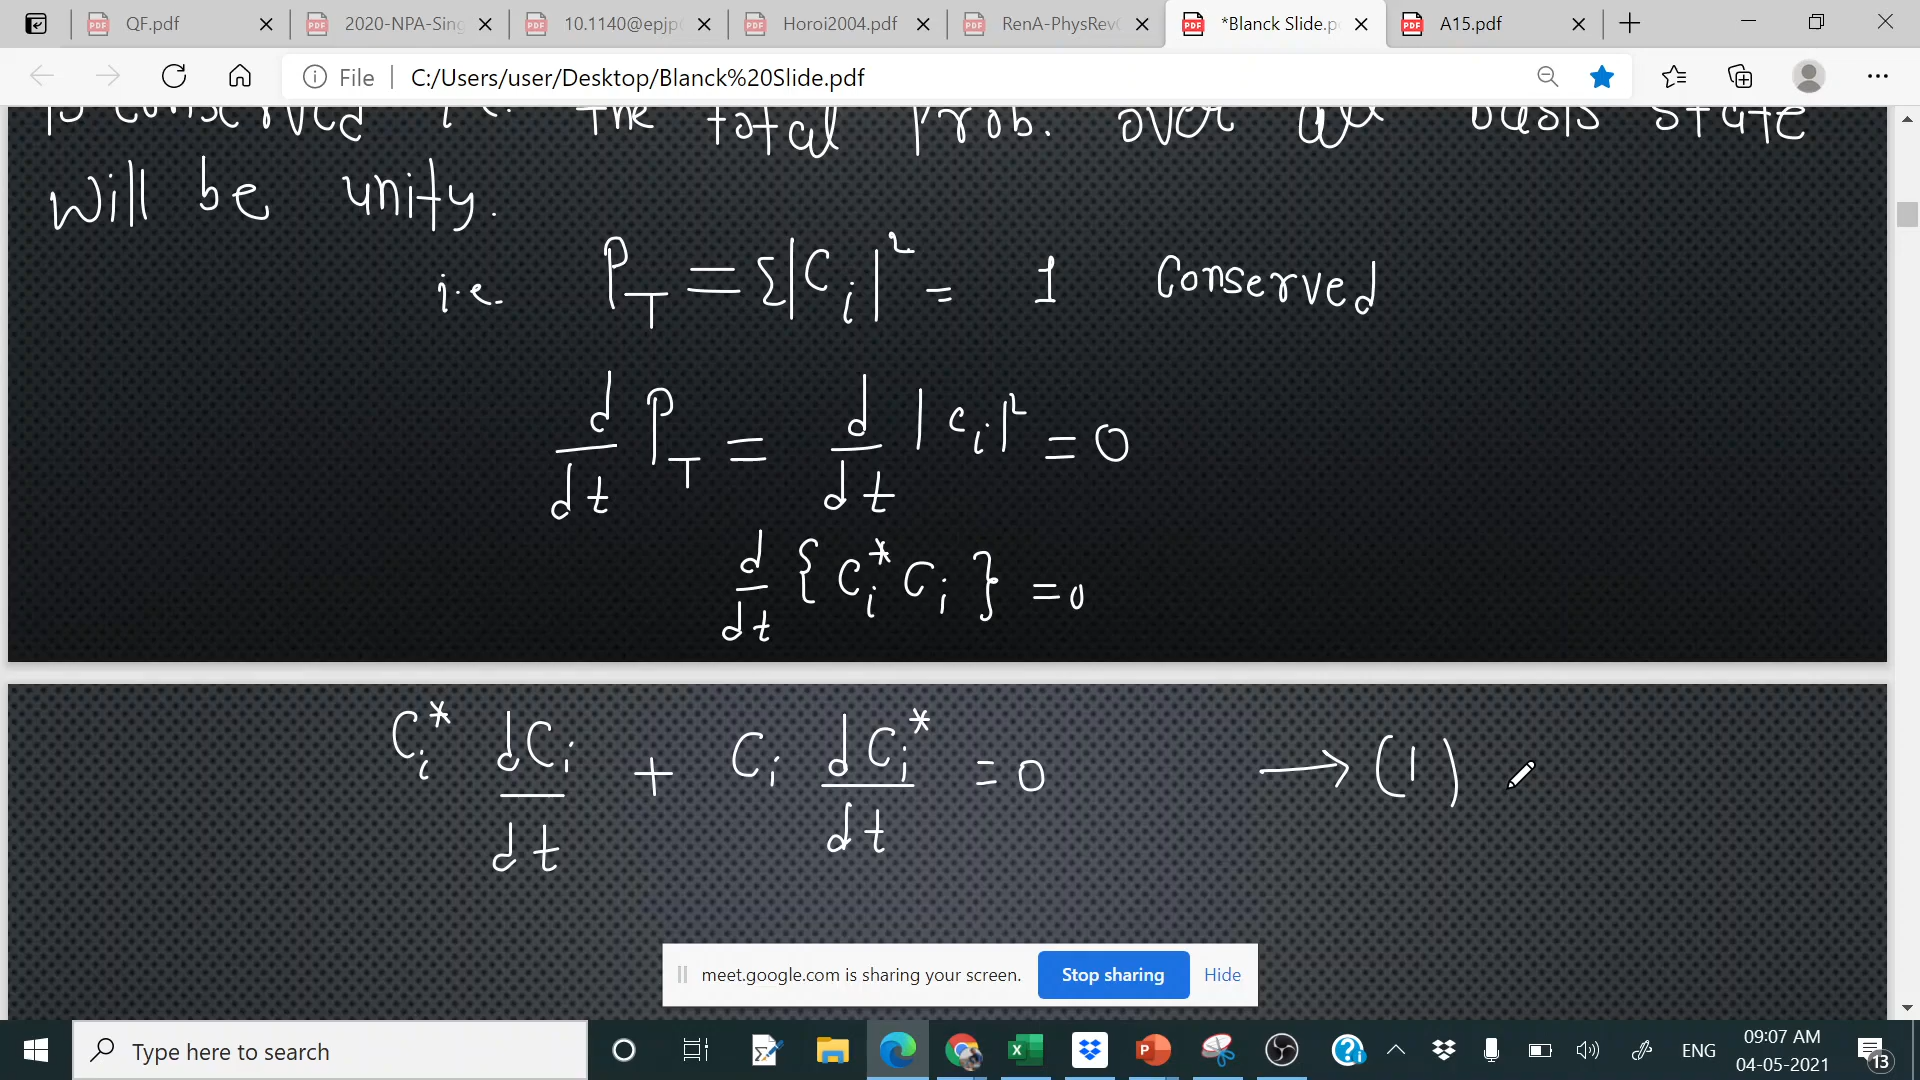 QF.pdf 2020-NPA-Sing 10.1140@epjp Horoi2004.pdf RenA-PhysRevC *Blanck Slide.p A15.pdf
File C:/Users/user/Desktop/Blanck%20Slide.pdf
is conserved i.e. the total prob. over all basis state
will be unity.
i.e. P_T = Σ|C_i|² = 1 Conserved
d/dt P_T = d/dt |c_i|² = 0
d/dt { C_i* C_i } = 0
C_i* dC_i/dt + C_i dC_i*/dt = 0 → (1)
meet.google.com is sharing your screen. Stop sharing Hide
Type here to search
ENG
09:07 AM
04-05-2021
13